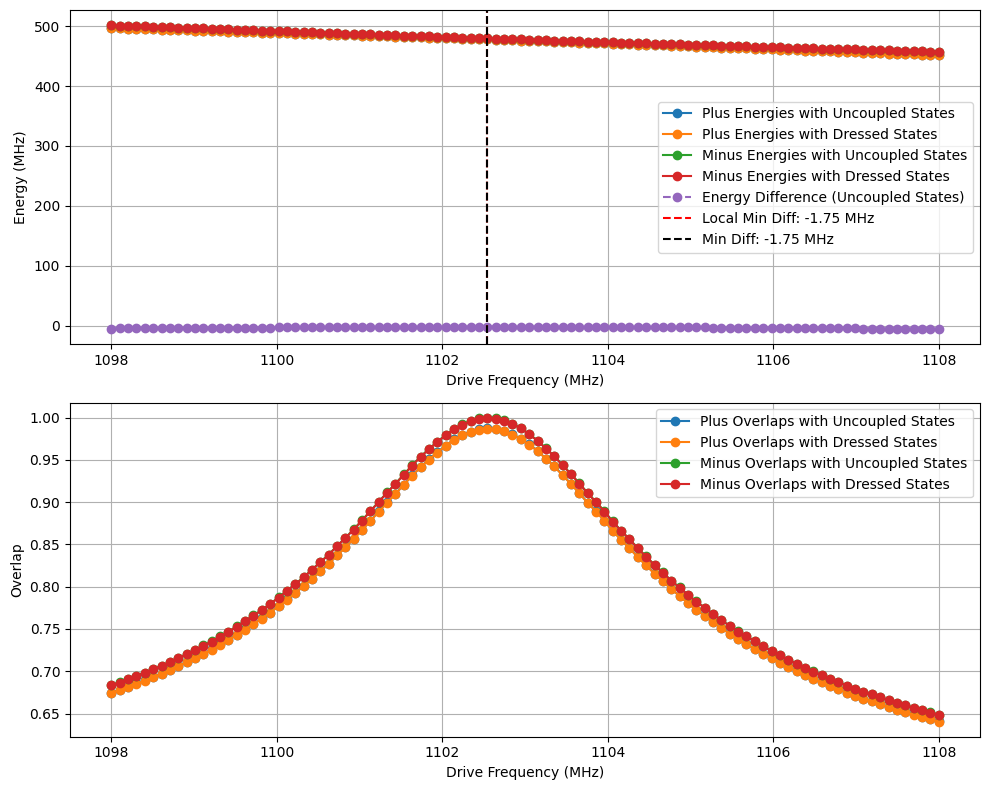 500
400
300
200
100
0
Energy (MHz)
Plus Energies with Uncoupled States
Plus Energies with Dressed States
Minus Energies with Uncoupled States
Minus Energies with Dressed States
Energy Difference (Uncoupled States)
Local Min Diff: -1.75 MHz
Min Diff: -1.75 MHz
1098 1100 1102 1104 1106 1108
Drive Frequency (MHz)
1.00
0.95
0.90
0.85
0.80
0.75
0.70
0.65
Overlap
Plus Overlaps with Uncoupled States
Plus Overlaps with Dressed States
Minus Overlaps with Uncoupled States
Minus Overlaps with Dressed States
1098 1100 1102 1104 1106 1108
Drive Frequency (MHz)